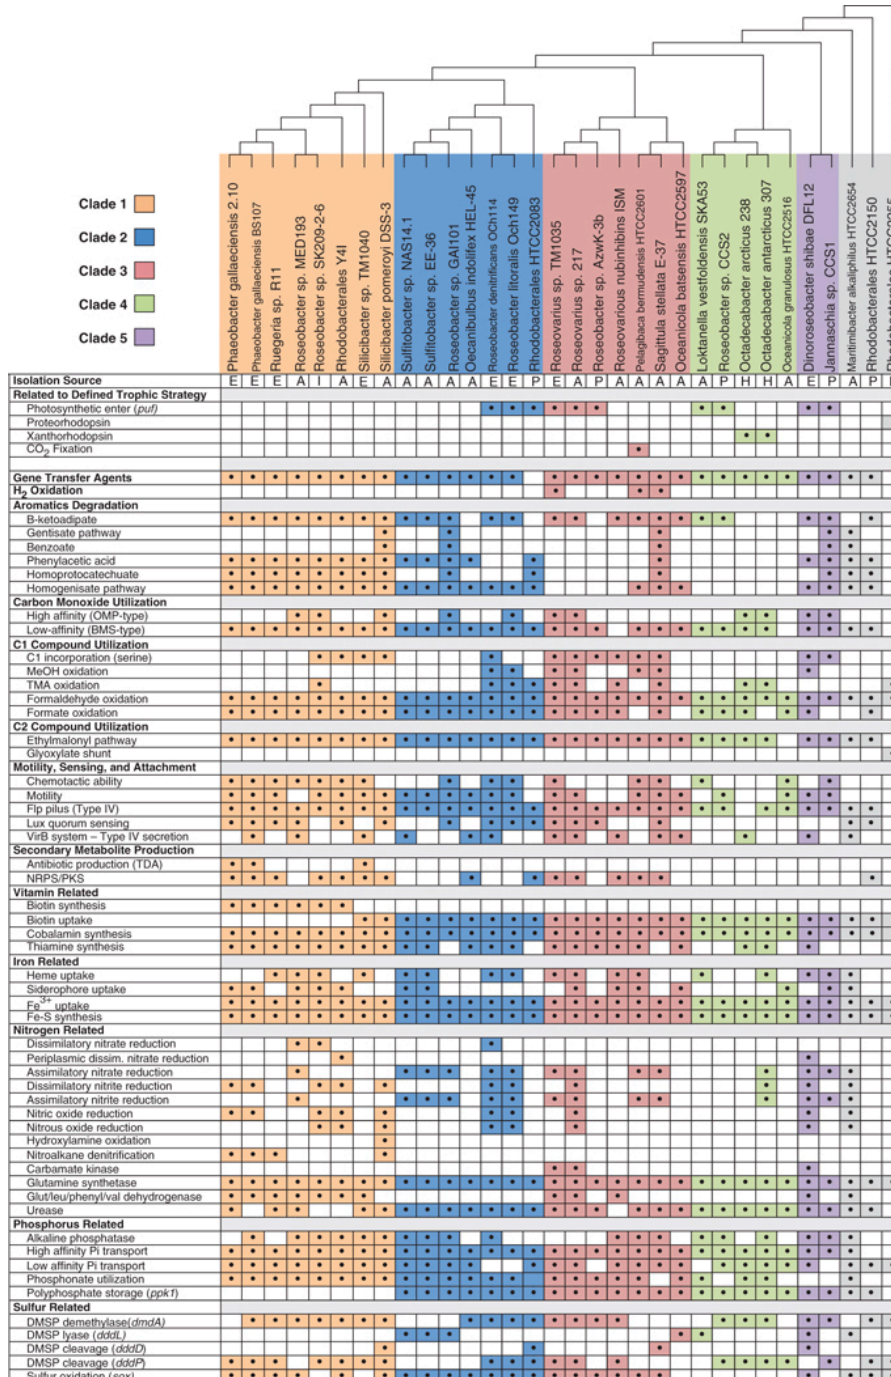 Clade 1
Clade 2
Clade 3
Clade 4
Clade 5
Phaeobacter gallaeciensis 2.10
Phaeobacter gallaeciensis BS107
Ruegeria sp. R11
Roseobacter sp. MED193
Roseobacter sp. SK209-2-6
Rhodobacterales Y4I
Silicibacter sp. TM1040
Silicibacter pomeroyi DSS-3
Sulfitobacter sp. NAS14.1
Sulfitobacter sp. EE-36
Roseobacter sp. GAI101
Oecanibulbus indolifex HEL-45
Roseobacter denitrificans OCh114
Roseobacter litoralis Och149
Rhodobacterales HTCC2083
Roseovarius sp. TM1035
Roseovarius sp. 217
Roseobacter sp. AzwK-3b
Roseovarious nubinhibins ISM
Pelagibaca bermudensis HTCC2601
Sagittula stellata E-37
Oceanicola batsensis HTCC2597
Loktanella vestfoldensis SKA53
Roseobacter sp. CCS2
Octadecabacter arcticus 238
Octadecabacter antarcticus 307
Oceanicola granulosus HTCC2516
Dinoroseobacter shibae DFL12
Jannaschia sp. CCS1
Maritimibacter alkaliphilus HTCC2654
Rhodobacterales HTCC2150
Isolation Source E E E A I A E A A A A A E E P E A P A A A A A P H H A E P A P
Related to Defined Trophic Strategy
Photosynthetic enter (puf)
Proteorhodopsin
Xanthorhodopsin
CO2 Fixation
Gene Transfer Agents
H2 Oxidation
Aromatics Degradation
B-ketoadipate
Gentisate pathway
Benzoate
Phenylacetic acid
Homoprotocatechuate
Homogenisate pathway
Carbon Monoxide Utilization
High affinity (OMP-type)
Low-affinity (BMS-type)
C1 Compound Utilization
C1 incorporation (serine)
MeOH oxidation
TMA oxidation
Formaldehyde oxidation
Formate oxidation
C2 Compound Utilization
Ethylmalonyl pathway
Glyoxylate shunt
Motility, Sensing, and Attachment
Chemotactic ability
Motility
Flp pilus (Type IV)
Lux quorum sensing
VirB system – Type IV secretion
Secondary Metabolite Production
Antibiotic production (TDA)
NRPS/PKS
Vitamin Related
Biotin synthesis
Biotin uptake
Cobalamin synthesis
Thiamine synthesis
Iron Related
Heme uptake
Siderophore uptake
Fe3+ uptake
Fe-S synthesis
Nitrogen Related
Dissimilatory nitrate reduction
Periplasmic dissim. nitrate reduction
Assimilatory nitrate reduction
Dissimilatory nitrite reduction
Assimilatory nitrite reduction
Nitric oxide reduction
Nitrous oxide reduction
Hydroxylamine oxidation
Nitroalkane denitrification
Carbamate kinase
Glutamine synthetase
Glut/leu/phenyl/val dehydrogenase
Urease
Phosphorus Related
Alkaline phosphatase
High affinity Pi transport
Low affinity Pi transport
Phosphonate utilization
Polyphosphate storage (ppk1)
Sulfur Related
DMSP demethylase(dmdA)
DMSP lyase (dddL)
DMSP cleavage (dddD)
DMSP cleavage (dddP)
Sulfur oxidation (sox)